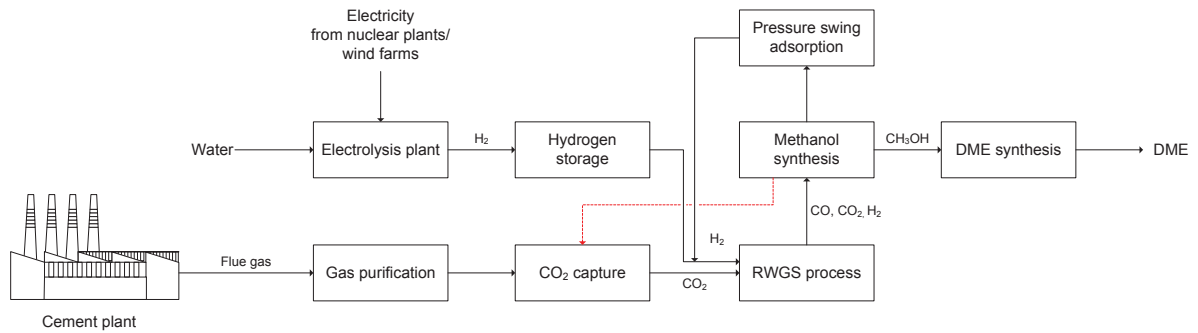 Electricity
from nuclear plants/
wind farms
Pressure swing
adsorption
Water
Electrolysis plant
H₂
Hydrogen
storage
Methanol
synthesis
CH₃OH
DME synthesis
DME
CO, CO₂, H₂
H₂
Flue gas
Gas purification
CO₂ capture
CO₂
RWGS process
Cement plant